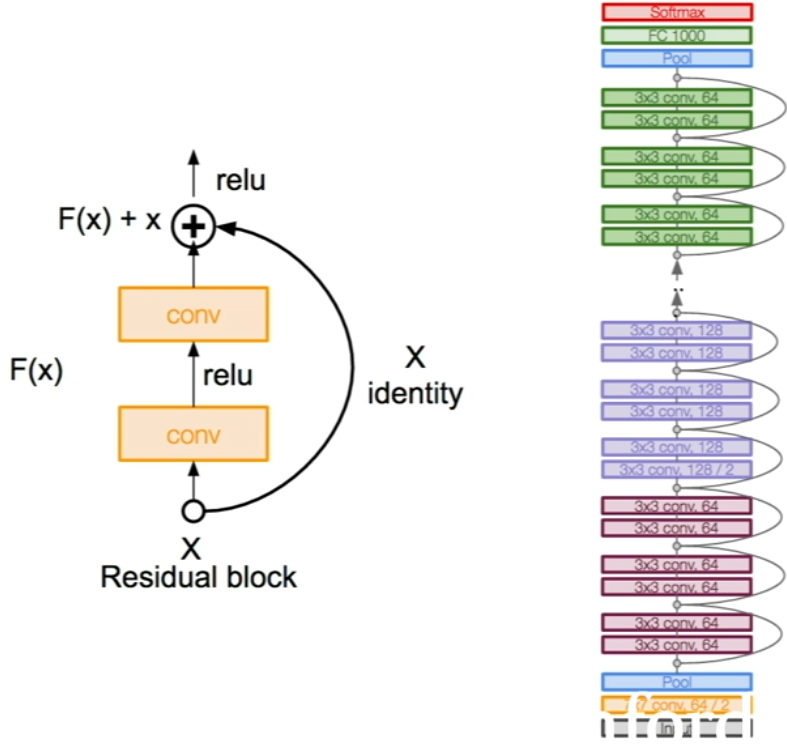 relu
F(x) + x
conv
F(x)
relu
X
identity
conv
X
Residual block
Softmax
FC 1000
Pool
3x3 conv, 64
3x3 conv, 64
3x3 conv, 64
3x3 conv, 64
3x3 conv, 64
3x3 conv, 64
..
3x3 conv, 128
3x3 conv, 128
3x3 conv, 128
3x3 conv, 128
3x3 conv, 128
3x3 conv, 128 / 2
3x3 conv, 64
3x3 conv, 64
3x3 conv, 64
3x3 conv, 64
3x3 conv, 64
3x3 conv, 64
Pool
7x7 conv, 64 / 2
Input